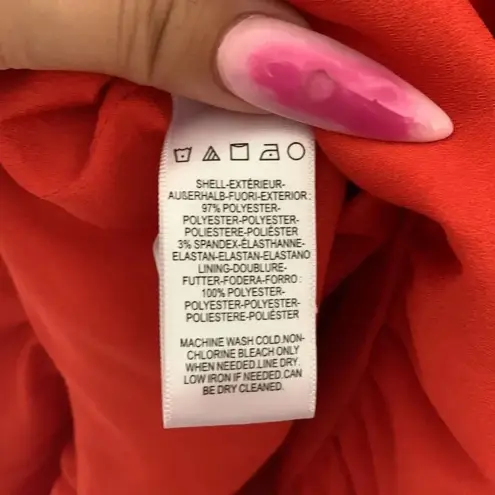 SHELL-EXTÉRIEUR-
AUßERHALB-FUORI-EXTERIOR:
97% POLYESTER-
POLYESTER-POLYESTER-
POLIESTERE-POLIÉSTER
3% SPANDEX-ÉLASTHANNE-
ELASTAN-ELASTAN-ELASTANO
LINING-DOUBLURE-
FUTTER-FODERA-FORRO:
100% POLYESTER-
POLYESTER-POLYESTER-
POLIESTERE-POLIÉSTER
MACHINE WASH COLD.NON-
CHLORINE BLEACH ONLY
WHEN NEEDED.LINE DRY.
LOW IRON IF NEEDED.CAN
BE DRY CLEANED.